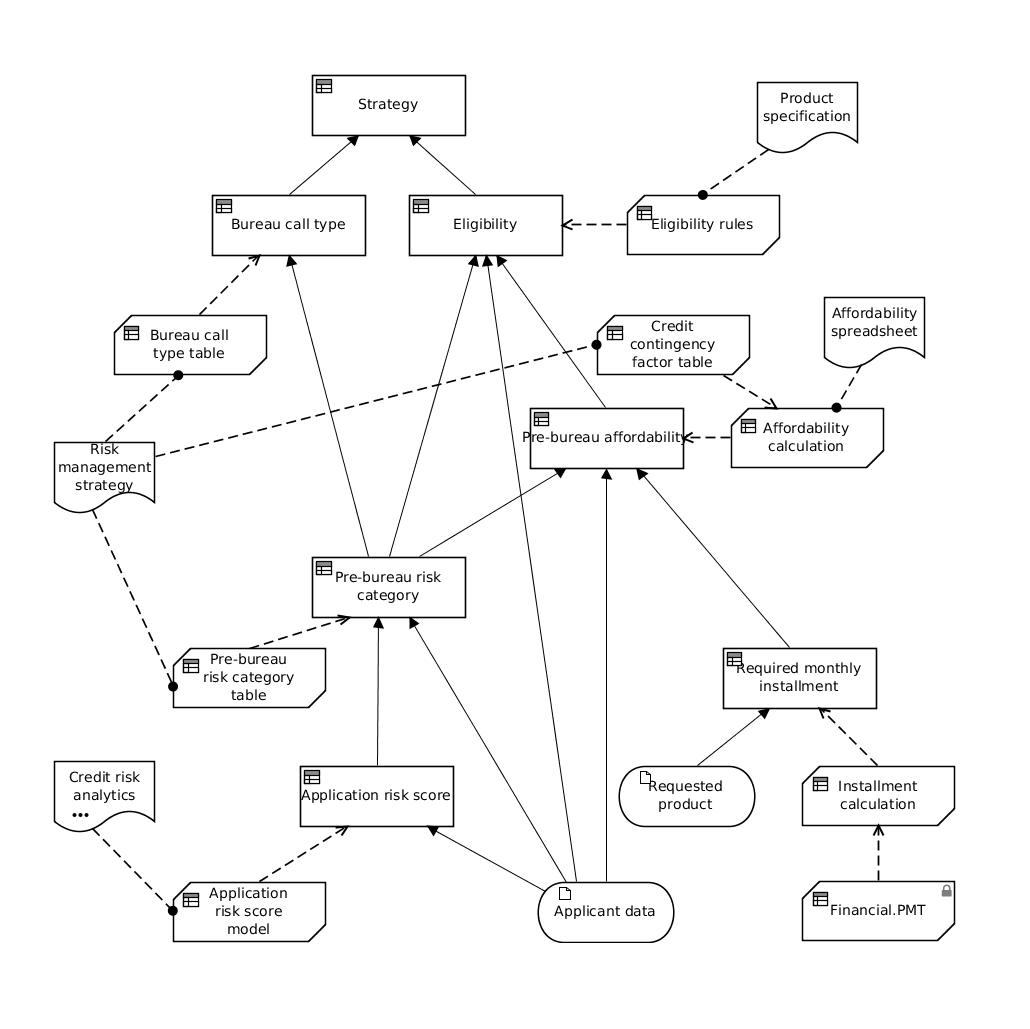 Strategy
Product
specification
Bureau call type
Eligibility
Eligibility rules
Bureau call
type table
Credit
contingency
factor table
Affordability
spreadsheet
Pre-bureau affordability
Affordability
calculation
Risk
management
strategy
Pre-bureau risk
category
Pre-bureau
risk category
table
Required monthly
installment
Credit risk
analytics
•••
Application risk score
Requested
product
Installment
calculation
Application
risk score
model
Applicant data
Financial.PMT